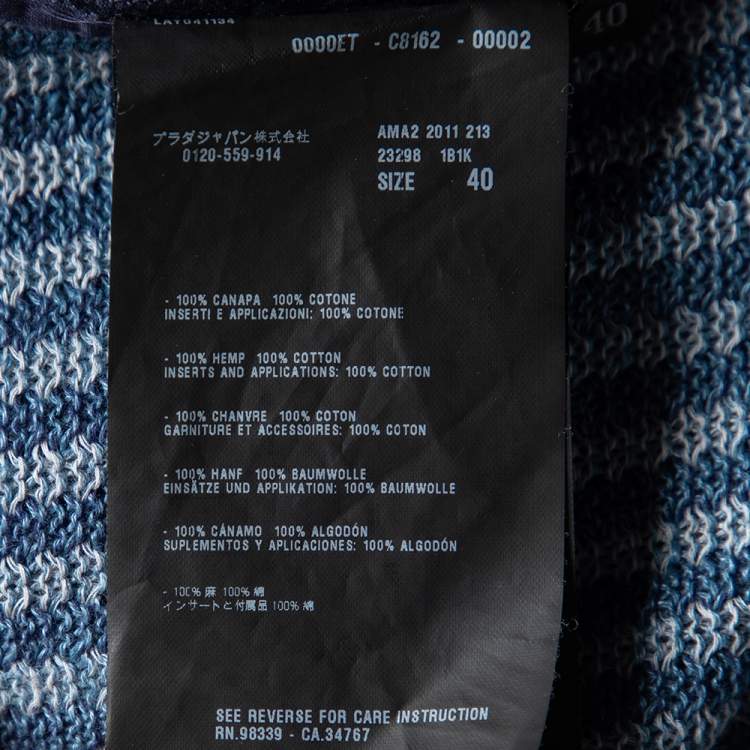 LAY041134
40
0000ET - C8162 - 00002
プラダジャパン株式会社
0120-559-914
AMA2 2011 213
23298 1B1K
SIZE 40
- 100% CANAPA 100% COTONE
INSERTI E APPLICAZIONI: 100% COTONE
- 100% HEMP 100% COTTON
INSERTS AND APPLICATIONS: 100% COTTON
- 100% CHANVRE 100% COTON
GARNITURE ET ACCESSOIRES: 100% COTON
- 100% HANF 100% BAUMWOLLE
EINSÄTZE UND APPLIKATION: 100% BAUMWOLLE
- 100% CÁNAMO 100% ALGODÓN
SUPLEMENTOS Y APLICACIONES: 100% ALGODÓN
- 100% 麻 100% 綿
インサートと付属品 100% 綿
SEE REVERSE FOR CARE INSTRUCTION
RN.98339 - CA.34767